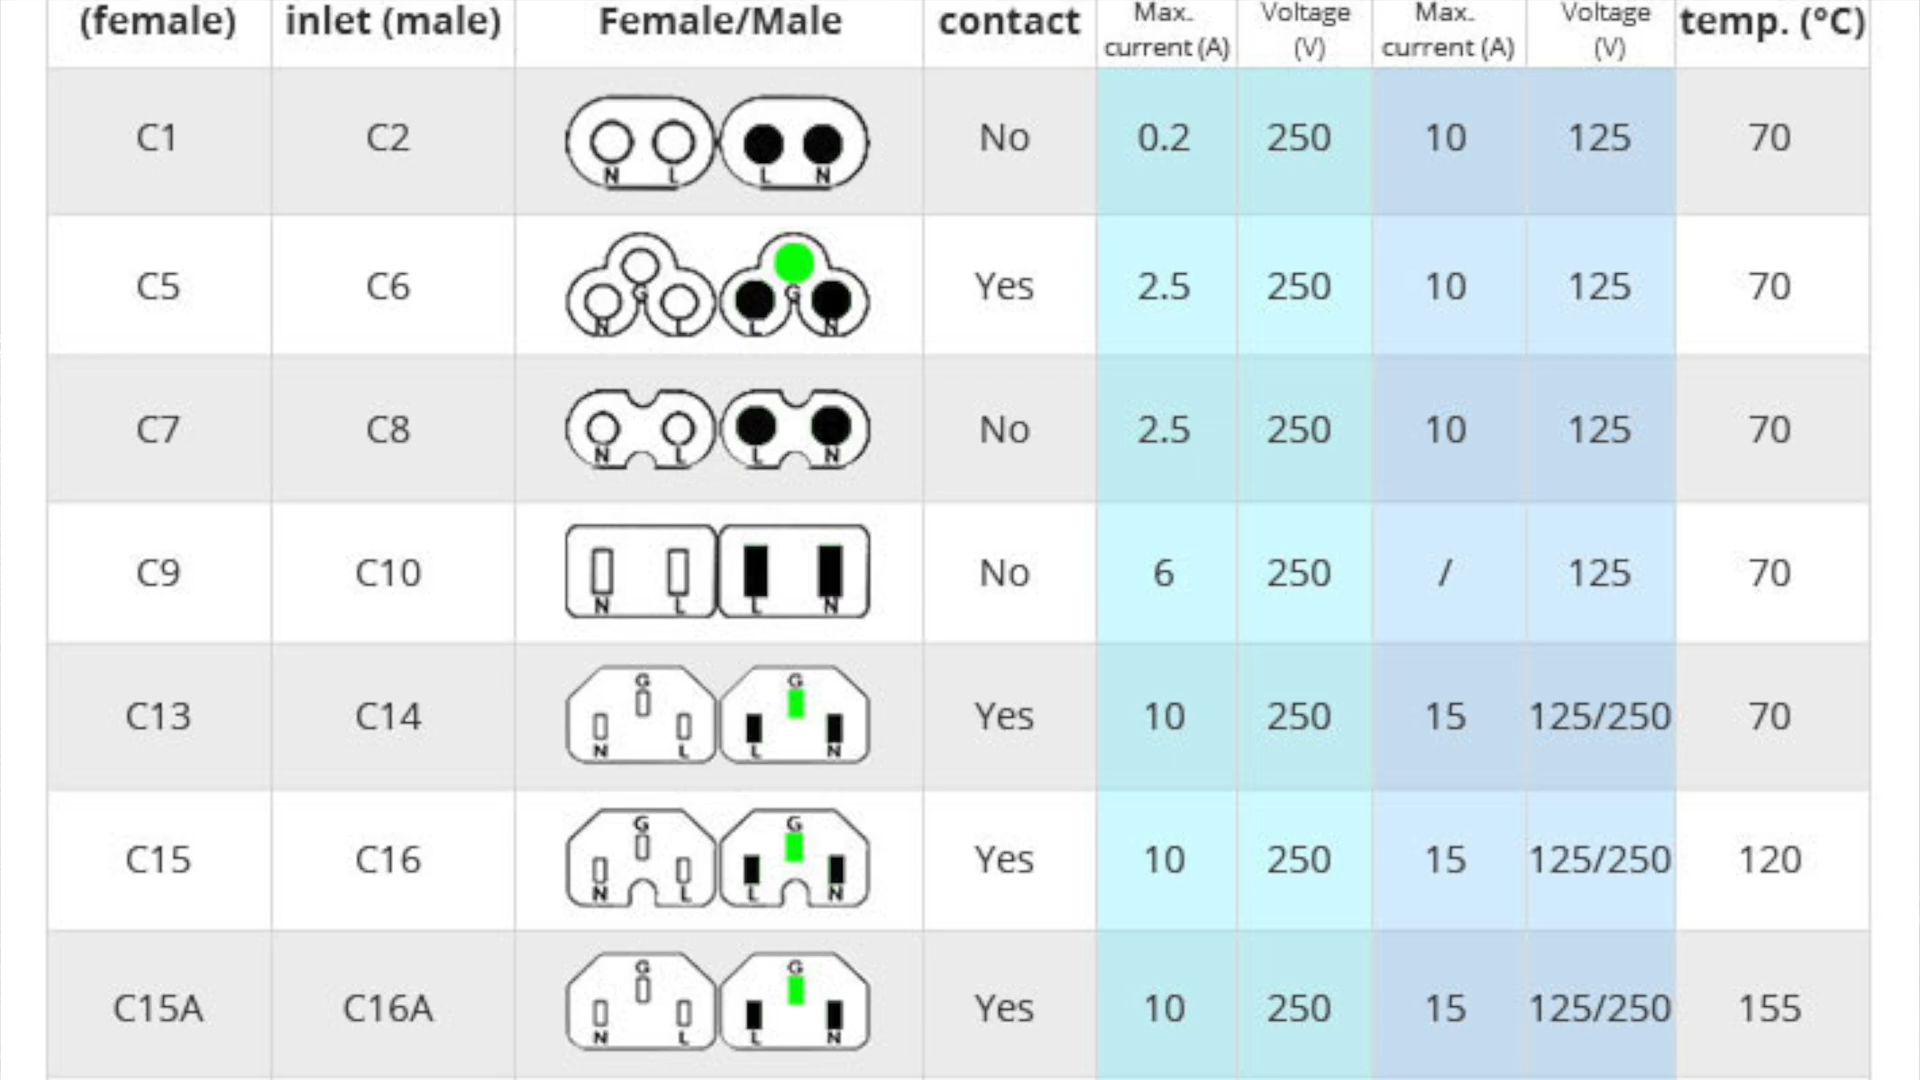 (female) inlet (male) Female/Male contact Max. current (A) Voltage (V) Max. current (A) Voltage (V) temp. (°C)
C1 C2 N L L N No 0.2 250 10 125 70
C5 C6 G N L G L N Yes 2.5 250 10 125 70
C7 C8 N L L N No 2.5 250 10 125 70
C9 C10 N L L N No 6 250 / 125 70
C13 C14 G N L G L N Yes 10 250 15 125/250 70
C15 C16 G N L G L N Yes 10 250 15 125/250 120
C15A C16A G N L G L N Yes 10 250 15 125/250 155